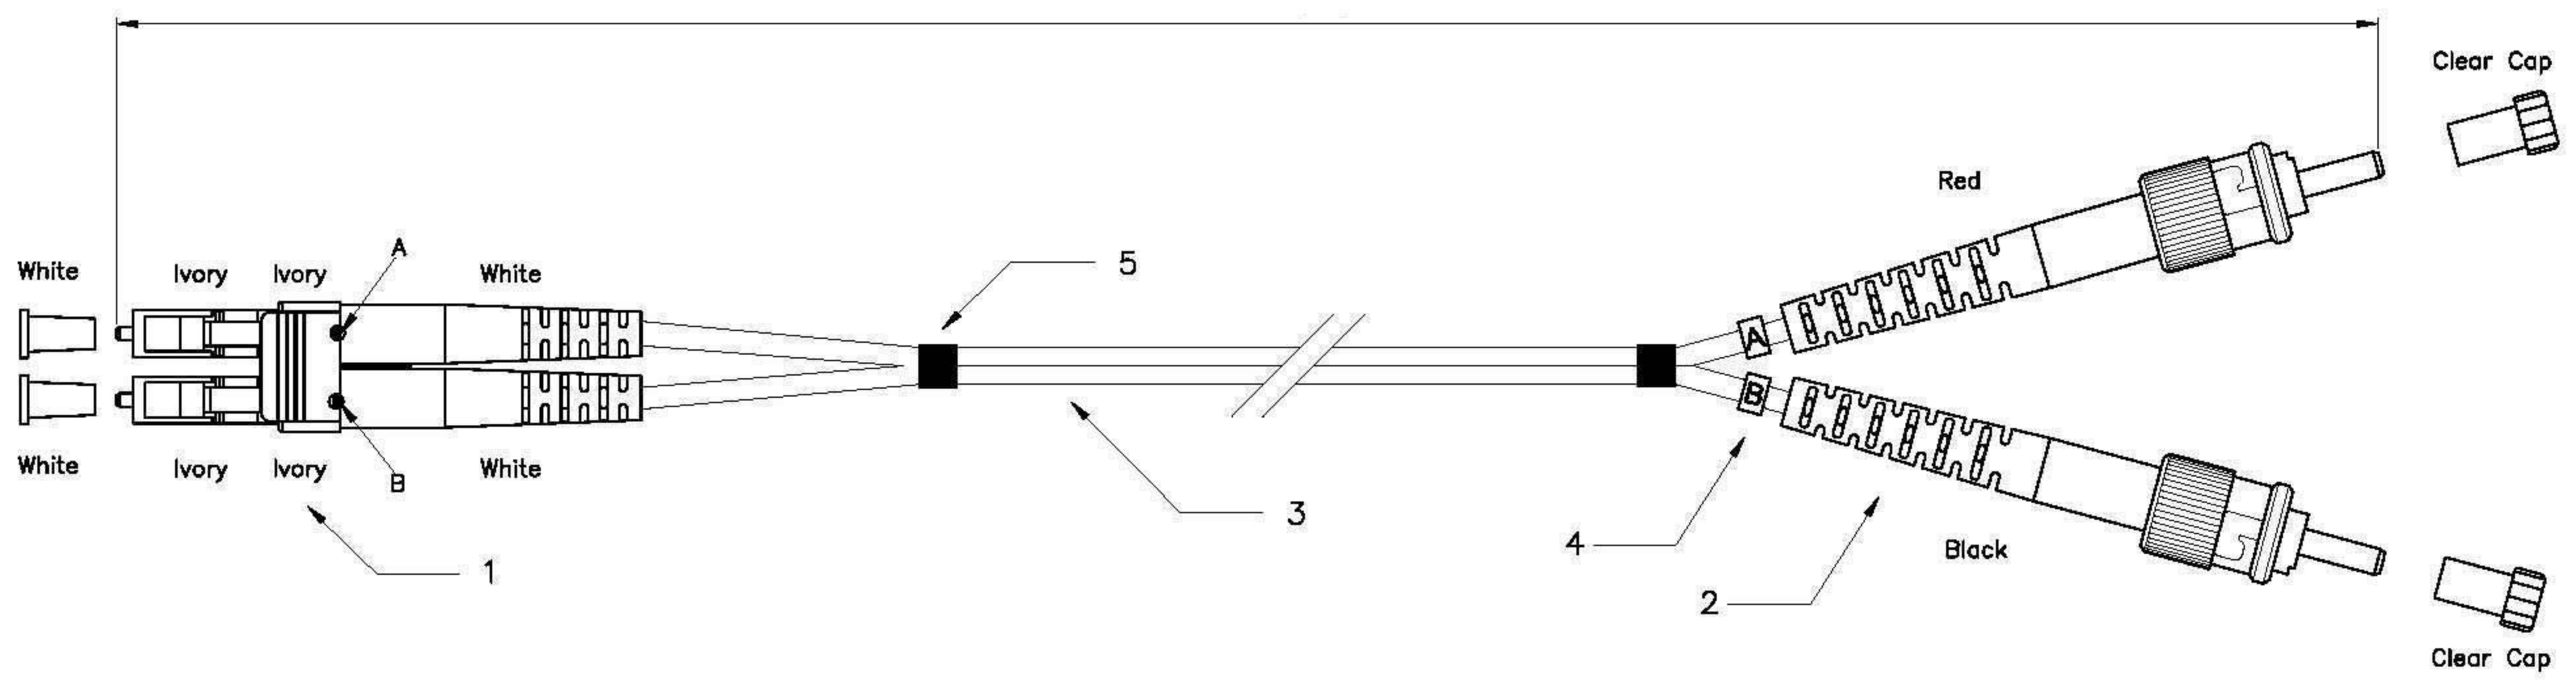 Clear Cap
Red
A
5
White
Ivory
Ivory
White
A
B
White
Ivory
Ivory
White
B
3
4
Black
1
2
Clear Cap